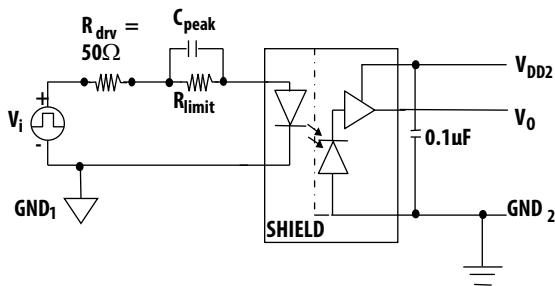 R drv =
50Ω
C peak
R limit
+
V i
-
GND 1
SHIELD
V DD2
V O
0.1uF
GND 2